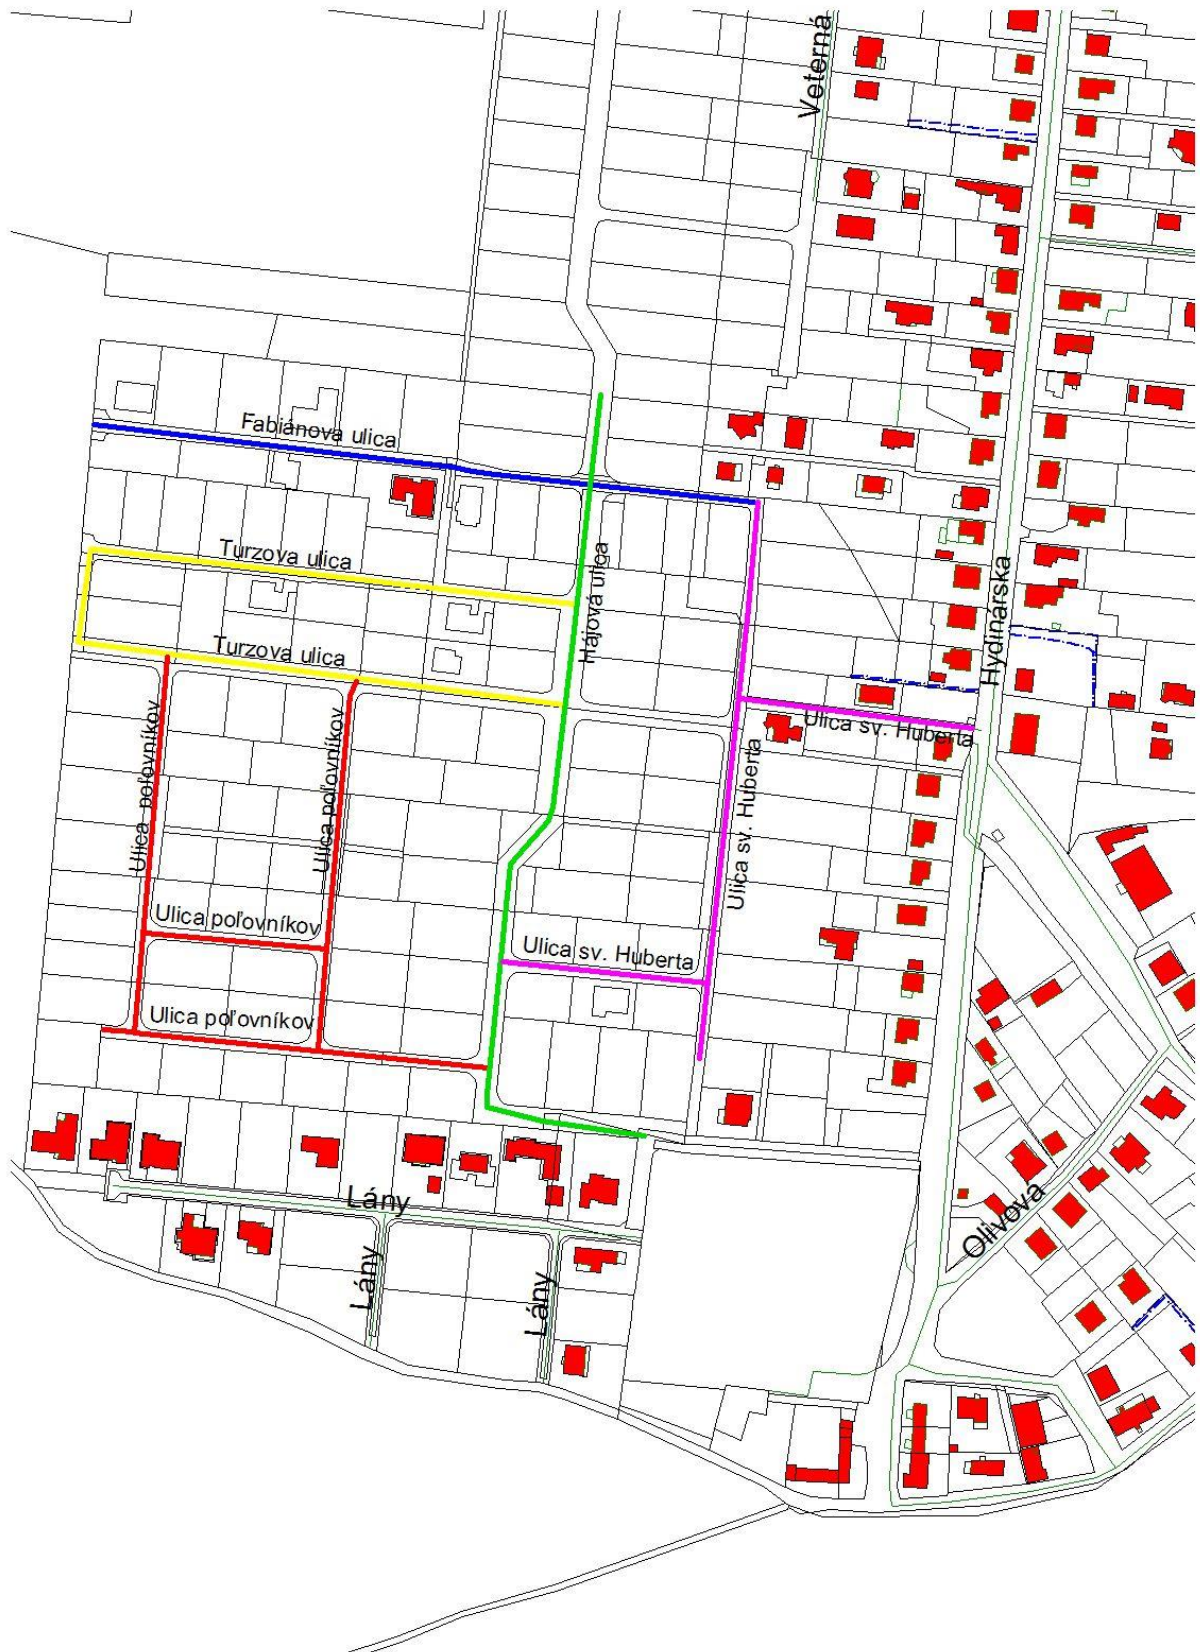 Veterná
Fabiánova ulica
Turzova ulica
Hájová ulica
Hydinárska
Turzova ulica
Ulica poľovníkov
Ulica poľovníkov
Ulica sv. Huberta
Ulica sv. Huberta
Ulica poľovníkov
Ulica sv. Huberta
Ulica poľovníkov
Lány
Olivová
Lány
Lány